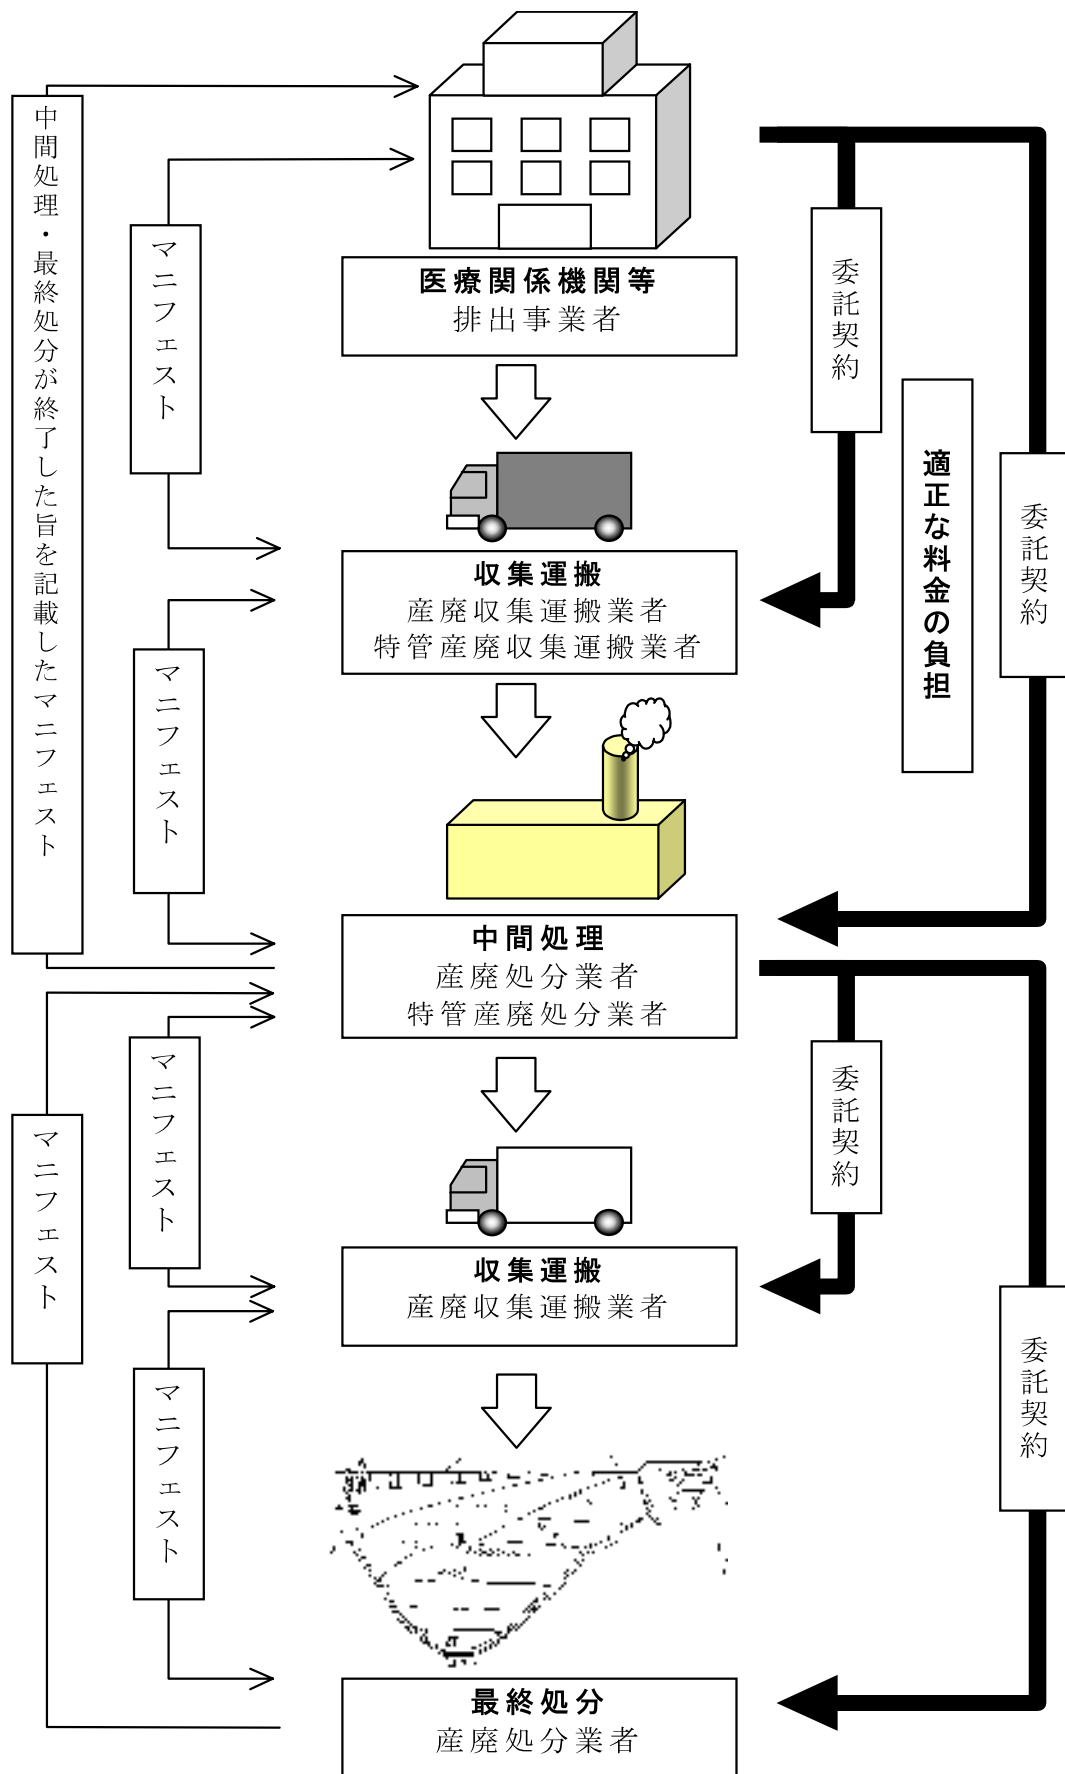 中間処理・最終処分が終了した旨を記載したマニフェスト
マニフェスト
医療関係機関等
排出事業者
委託契約
適正な料金の負担
委託契約
収集運搬
産廃収集運搬業者
特管産廃収集運搬業者
マニフェスト
中間処理
産廃処分業者
特管産廃処分業者
マニフェスト
マニフェスト
委託契約
収集運搬
産廃収集運搬業者
委託契約
マニフェスト
最終処分
産廃処分業者